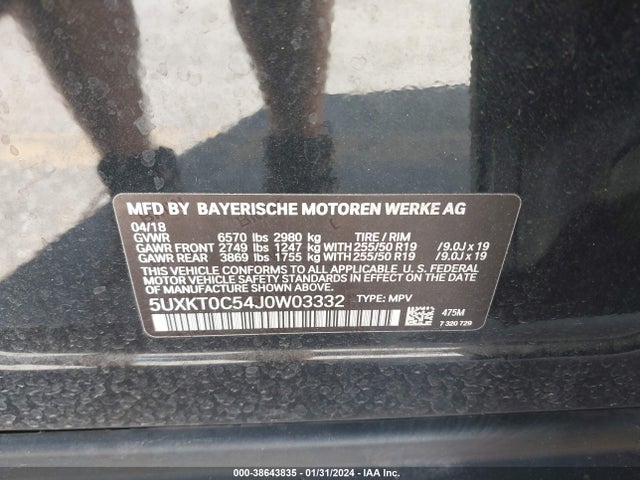 MFD BY BAYERISCHE MOTOREN WERKE AG
04/18
GVWR 6570 lbs 2980 kg TIRE / RIM
GAWR FRONT 2749 lbs 1247 kg WITH 255/50 R19 /9.0J x 19
GAWR REAR 3869 lbs 1755 kg WITH 255/50 R19 /9.0J x 19
THIS VEHICLE CONFORMS TO ALL APPLICABLE U. S. FEDERAL
MOTOR VEHICLE SAFETY STANDARDS IN EFFECT ON THE DATE
OF MANUFACTURE SHOWN ABOVE.
5UXKT0C54J0W03332 TYPE: MPV
475M
7 320 729
000-38643835 - 01/31/2024 - IAA Inc.